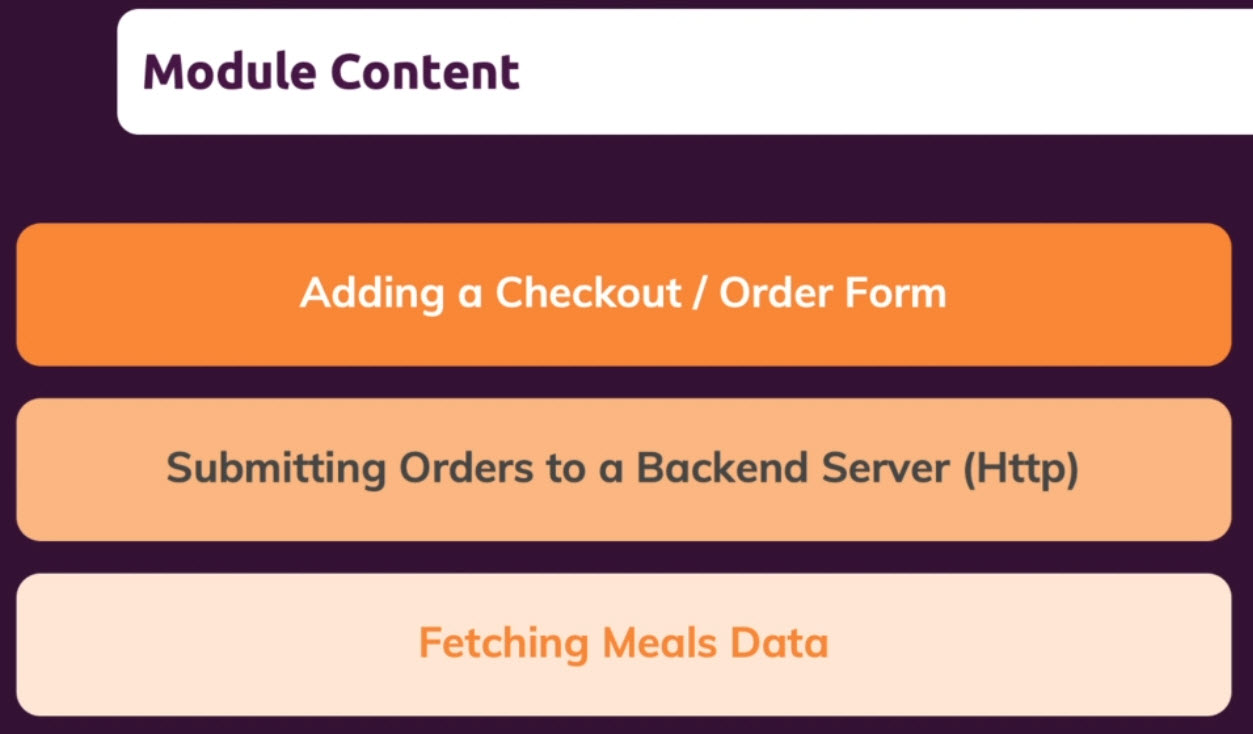 Module Content
Adding a Checkout / Order Form
Submitting Orders to a Backend Server (Http)
Fetching Meals Data